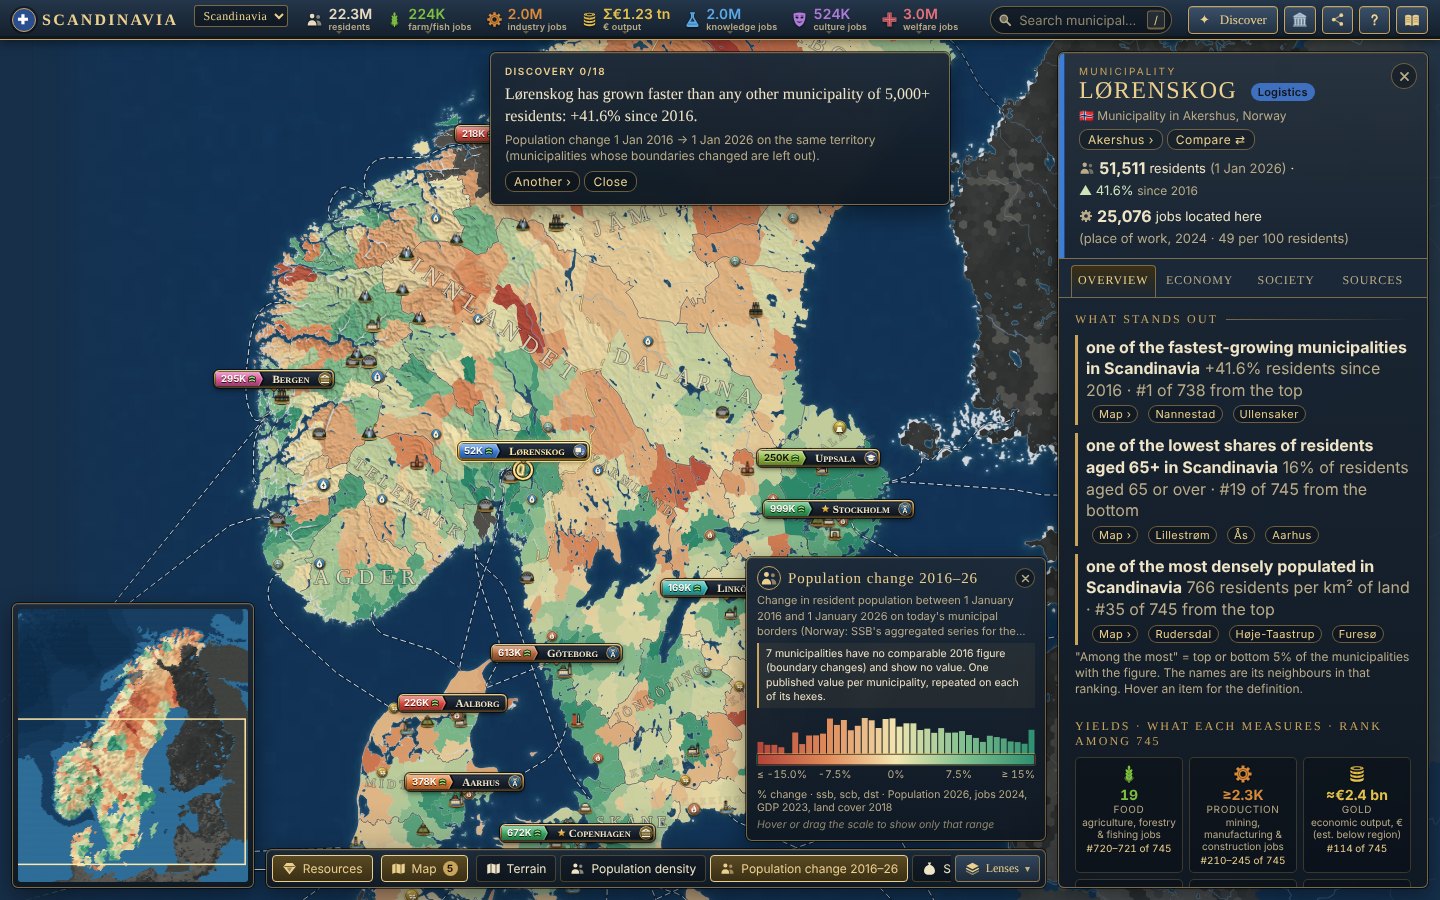 SCANDINAVIA
Scandinavia
22.3M residents
224K farm/fish jobs
2.0M industry jobs
Σ€1.23 tn € output
2.0M knowledge jobs
524K culture jobs
3.0M welfare jobs
Search municipal... /
Discover
?
DISCOVERY 0/18
Lørenskog has grown faster than any other municipality of 5,000+
residents: +41.6% since 2016.
Population change 1 Jan 2016 → 1 Jan 2026 on the same territory
(municipalities whose boundaries changed are left out).
Another ›
Close
218K
JÄMT
INNLANDET
DALARNA
295K BERGEN
52K LØRENSKOG
250K UPPSALA
TELEMARK
999K ★ STOCKHOLM
AGDER
169K LINKÖ
613K GÖTEBORG
JÖNKÖPING
226K AALBORG
378K AARHUS
MID
672K ★ COPENHAGEN
SKÅNE
Population change 2016–26
Change in resident population between 1 January
2016 and 1 January 2026 on today's municipal
borders (Norway: SSB's aggregated series for the...
7 municipalities have no comparable 2016 figure
(boundary changes) and show no value. One
published value per municipality, repeated on each
of its hexes.
≤ -15.0% -7.5% 0% 7.5% ≥ 15%
% change · ssb, scb, dst · Population 2026, jobs 2024,
GDP 2023, land cover 2018
Hover or drag the scale to show only that range
Resources
Map 5
Terrain
Population density
Population change 2016–26
S
Lenses ▾
MUNICIPALITY
LØRENSKOG Logistics
Municipality in Akershus, Norway
Akershus ›
Compare ⇄
51,511 residents (1 Jan 2026) ·
▲ 41.6% since 2016
25,076 jobs located here
(place of work, 2024 · 49 per 100 residents)
OVERVIEW
ECONOMY
SOCIETY
SOURCES
WHAT STANDS OUT
one of the fastest-growing municipalities
in Scandinavia +41.6% residents since
2016 · #1 of 738 from the top
Map › Nannestad Ullensaker
one of the lowest shares of residents
aged 65+ in Scandinavia 16% of residents
aged 65 or over · #19 of 745 from the
bottom
Map › Lillestrøm Ås Aarhus
one of the most densely populated in
Scandinavia 766 residents per km² of land
· #35 of 745 from the top
Map › Rudersdal Høje-Taastrup Furesø
"Among the most" = top or bottom 5% of the municipalities
with the figure. The names are its neighbours in that
ranking. Hover an item for the definition.
YIELDS · WHAT EACH MEASURES · RANK
AMONG 745
19
FOOD
agriculture, forestry
& fishing jobs
#720–721 of 745
≥2.3K
PRODUCTION
mining,
manufacturing &
construction jobs
#210–245 of 745
≈€2.4 bn
GOLD
economic output, €
(est. below region)
#114 of 745